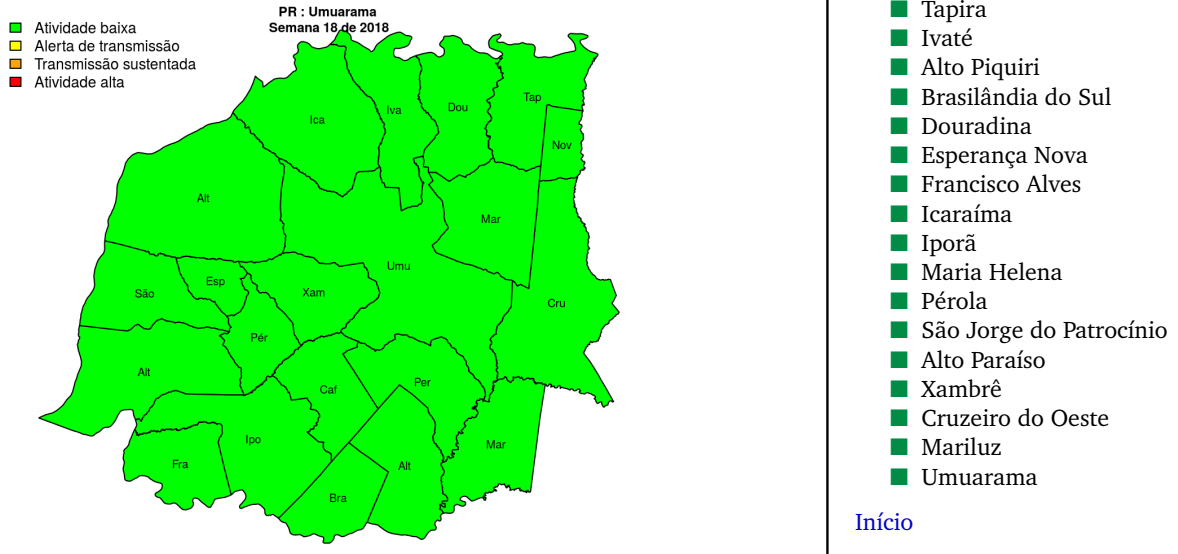 PR : Umuarama
Semana 18 de 2018
Atividade baixa
Alerta de transmissão
Transmissão sustentada
Atividade alta
Ica
Iva
Dou
Tap
Nov
Alt
Mar
Umu
Esp
Xam
São
Cru
Pér
Alt
Caf
Per
Ipo
Mar
Fra
Alt
Bra
Tapira
Ivaté
Alto Piquiri
Brasilândia do Sul
Douradina
Esperança Nova
Francisco Alves
Icaraíma
Iporã
Maria Helena
Pérola
São Jorge do Patrocínio
Alto Paraíso
Xambrê
Cruzeiro do Oeste
Mariluz
Umuarama
Início